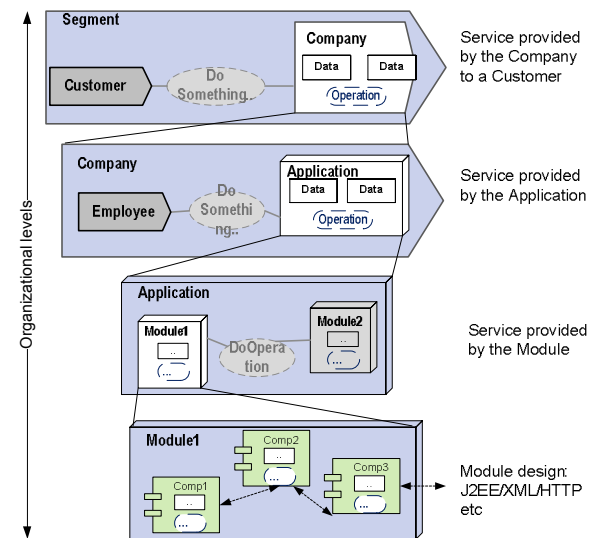 Segment
Company
Data
Data
Operation
Customer
Do
Something..
Service provided
by the Company
to a Customer
Company
Application
Data
Data
Operation
Employee
Do
Somethi
ng..
Service provided
by the Application
Organizational levels
Application
Module1
..
...
DoOpera
tion
Module2
..
...
Service provided
by the Module
Module1
Comp1
..
...
Comp2
..
...
Comp3
..
...
Module design:
J2EE/XML/HTTP
etc